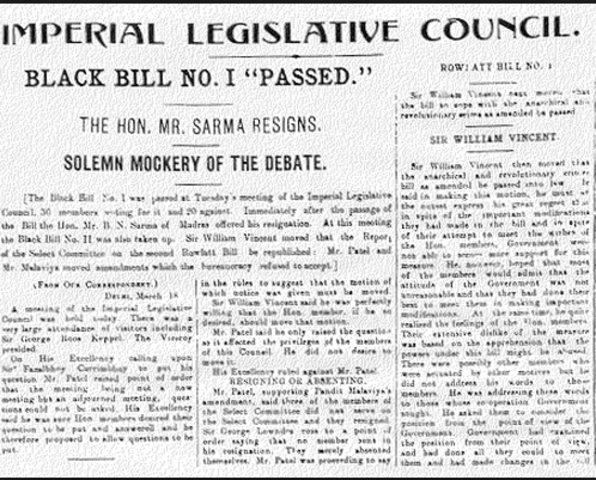 IMPERIAL LEGISLATIVE COUNCIL.
BLACK BILL NO. I "PASSED."
THE HON. MR. SARMA RESIGNS.
SOLEMN MOCKERY OF THE DEBATE.
[The Black Bill No. 1 was passed at Tuesday's meeting of the Imperial Legislative
Council, 36 members voting for it and 20 against. Immediately after the passage of
the Bill the Hon. Mr. B. N. Sarma of Madras offered his resignation. At this meeting
the Black Bill No. II was also taken up. Sir William Vincent moved that the Report
of the Select Committee on the second Rowlatt Bill be republished: Mr. Patel and
Mr. Malaviya moved amendments which the bureaucracy refused to accept.]
(FROM OUR CORRESPONDENT.)
DELHI, March 18
A meeting of the Imperial Legislative
Council was held today. There was a
very large attendance of visitors including
Sir George Roos Keppel. The Viceroy
presided.
On His Excellency calling upon
Sir Fazulbhoy Currimbhoy to put his
question Mr. Patel raised point of order
that the meeting being not a new
meeting but an adjourned meeting, ques-
tions could not be asked. His Excellency
said he was sure Hon. members desired their
question to be put and answered and he
therefore proposed to allow questions to be
put.
in the rules to suggest that the motion of
which notice was given must be moved.
Sir William Vincent said he was perfectly
willing that the Hon. member, if he so
desired, should move that motion.
Mr. Patel said he only raised the question
as it affected the privileges of the members
of this Council. He did not desire to
move it.
His Excellency ruled against Mr. Patel.
RESIGNING OR ABSENTING.
Mr. Patel, supporting Pandit Malaviya's
amendment, said three of the members of
the Select Committee did not serve on
the Select Committee and they resigned.
Sir George Lowndes rose to a point of
order saying that no member sent in
his resignation. They merely absented
themselves. Mr. Patel was proceeding to say
ROWLATT BILL NO. I
Sir William Vincent next moved that
the bill to cope with the anarchical and
revolutionary crime as amended be passed
SIR WILLIAM VINCENT.
Sir William Vincent then moved that
the anarchical and revolutionary crime
bill as amended be passed into law. He
said in making this motion, he must at
the outset express his great regret that
in spite of the important modifications
they had made to the bill and in spite
of their attempt to meet the wishes of
the Hon. members, Government were
not able to secure more support for this
measure. He, however, hoped that most
of the members would admit that the
attitude of the Government was not
unreasonable and that they had done their
best to meet them in making important
modifications. At the same time, he quite
realised the feelings of the Hon. members.
Their extensive dislike of the measure
was based on the apprehension that the
powers under this bill might be abused.
There were possibly other members who
were actuated by other motives but he
did not address his words to those
members. He was addressing those words
to those whose co-operation Government
sought. He asked them to consider the
position from the point of view of the
Government. Government had examined
the position from their point of view,
and had done all they could to meet
them and had made changes in the bill